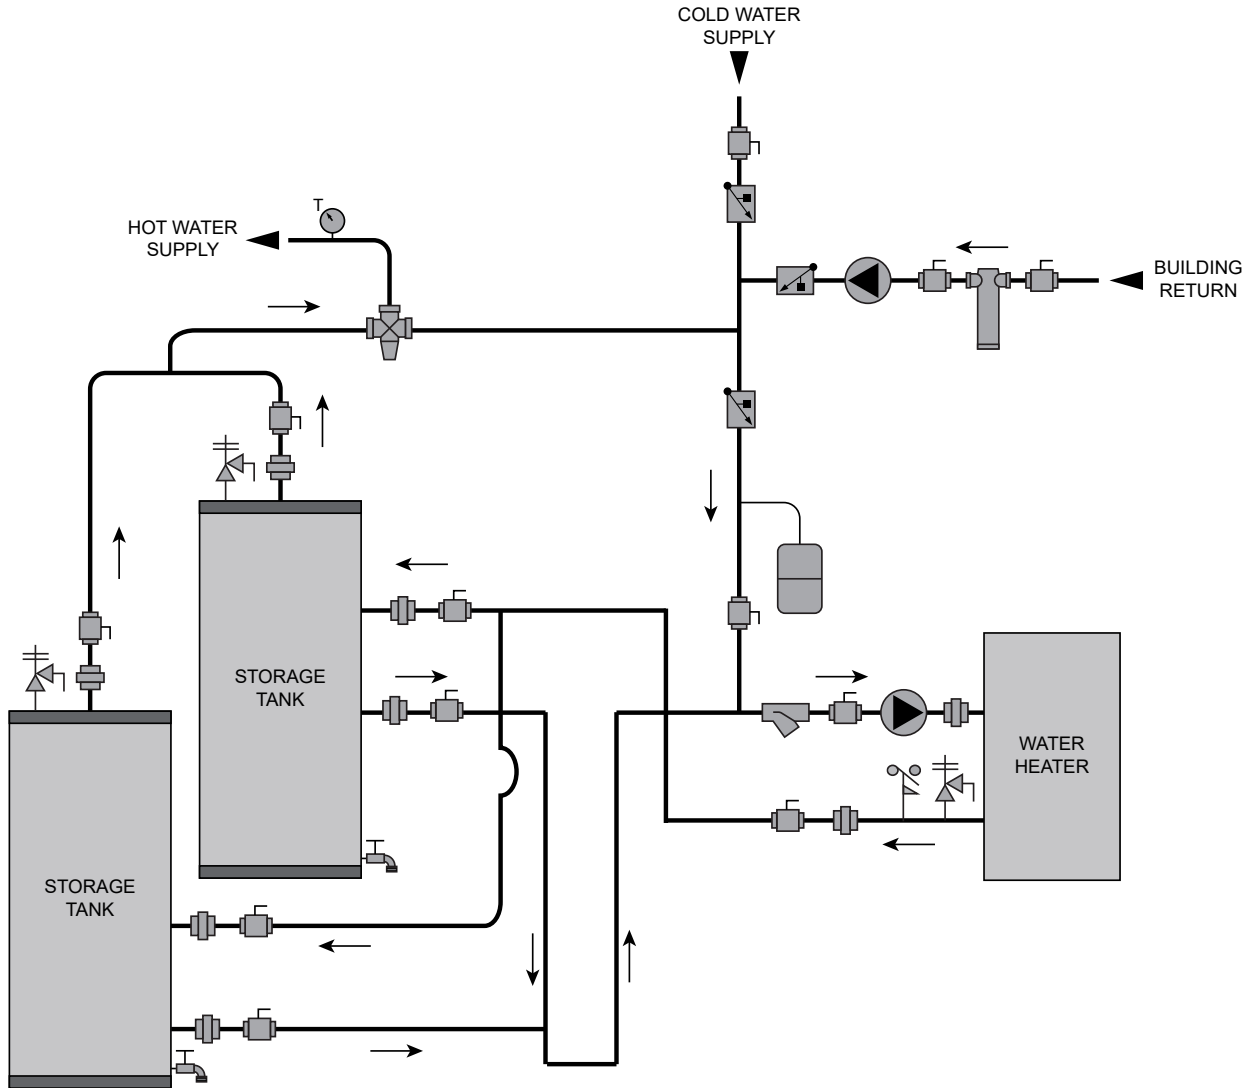 COLD WATER
SUPPLY
T
HOT WATER
SUPPLY
BUILDING
RETURN
STORAGE
TANK
WATER
HEATER
STORAGE
TANK